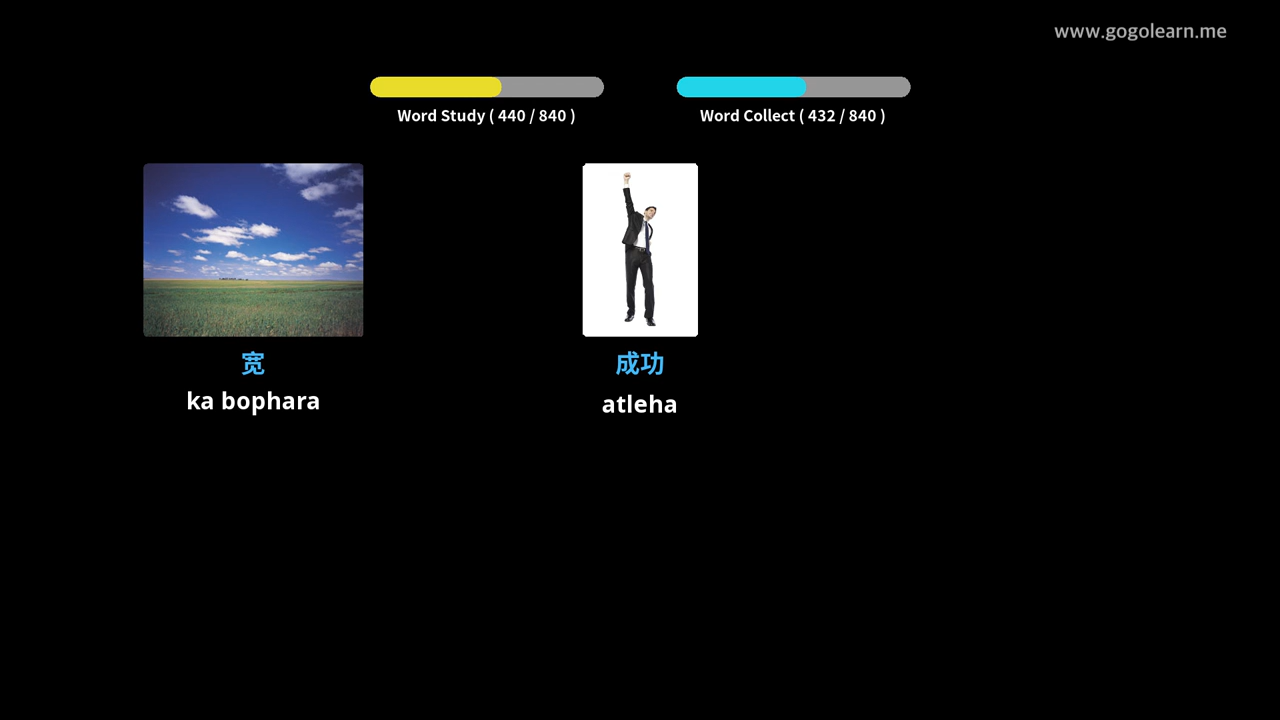 www.gogolearn.me
Word Study ( 440 / 840 )
Word Collect ( 432 / 840 )
宽
ka bophara
成功
atleha